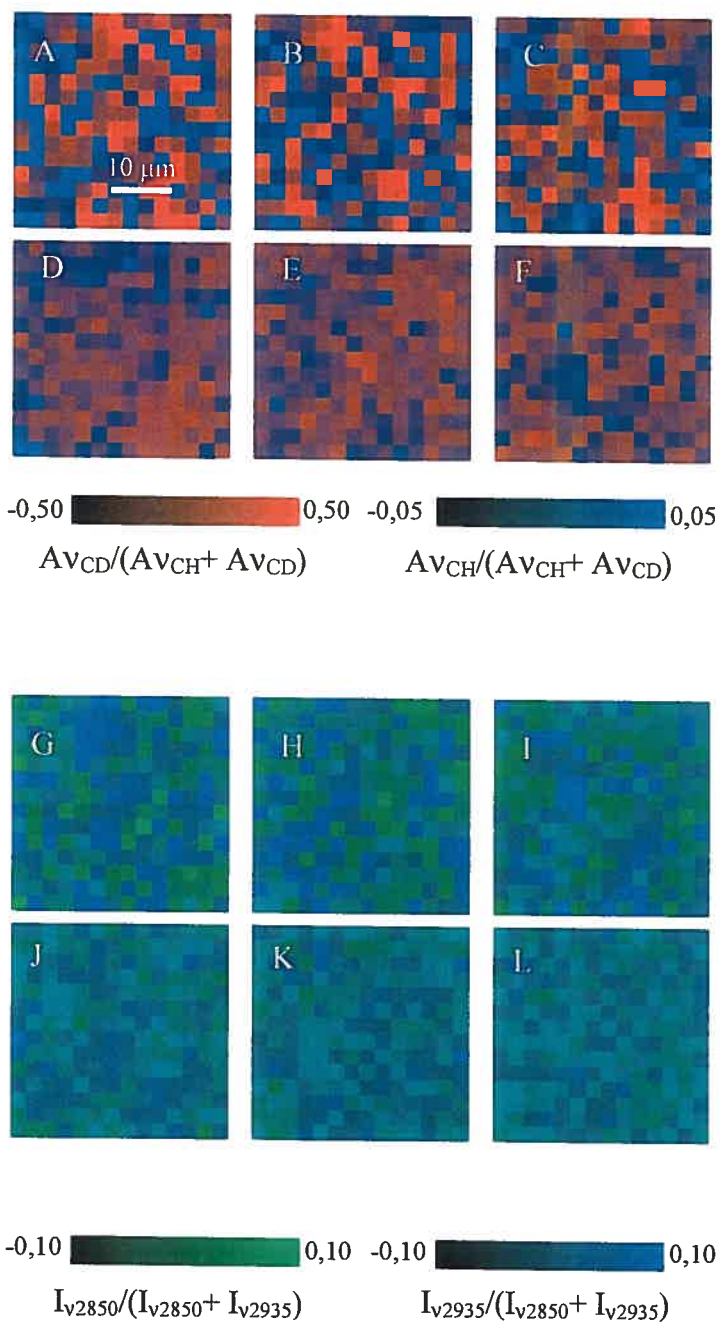 A B C
10 µm
D E F
-0,50 0,50 -0,05 0,05
Aν_CD/(Aν_CH+ Aν_CD) Aν_CH/(Aν_CH+ Aν_CD)
G H I
J K L
-0,10 0,10 -0,10 0,10
I_ν2850/(I_ν2850+ I_ν2935) I_ν2935/(I_ν2850+ I_ν2935)